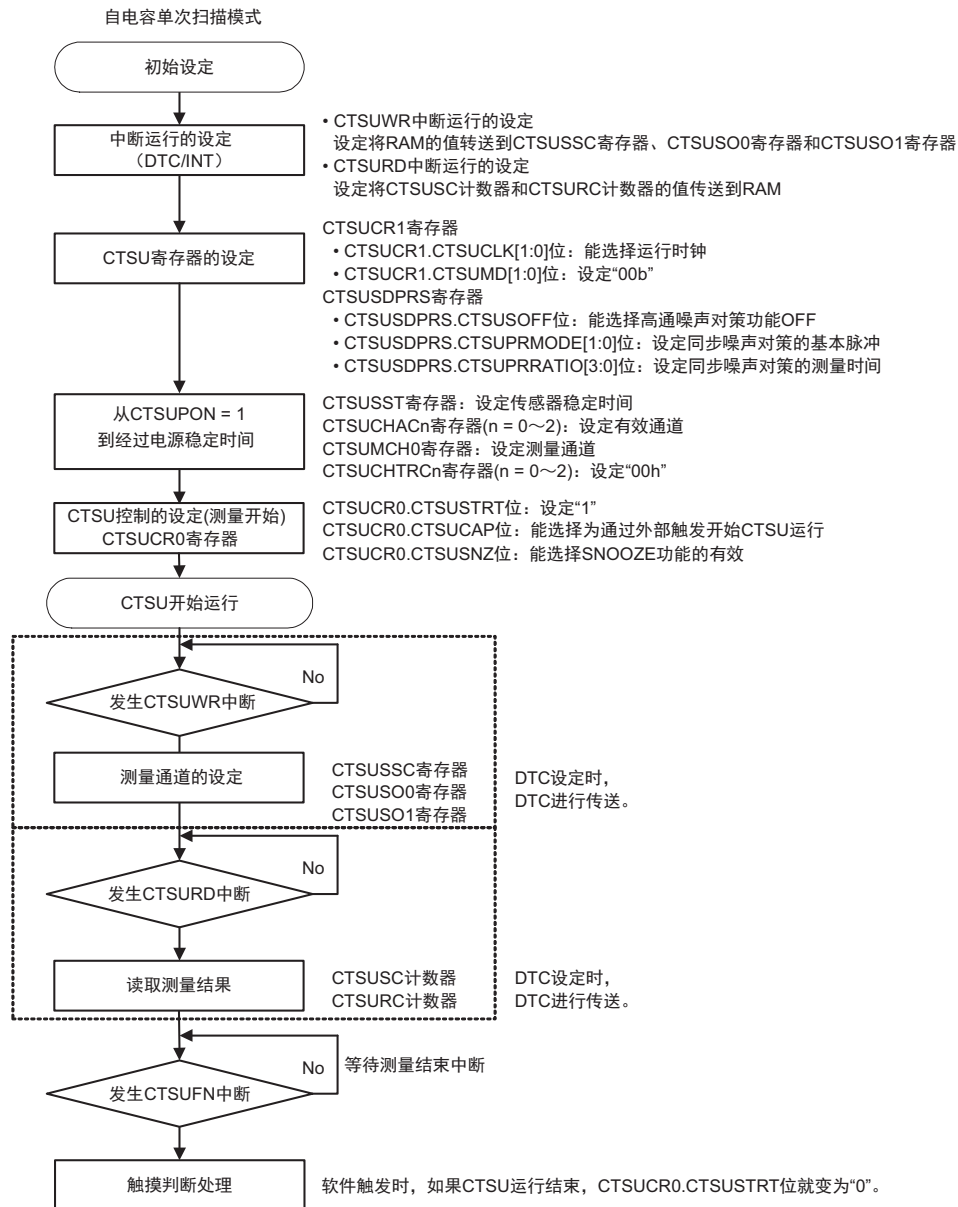 自电容单次扫描模式
初始设定
中断运行的设定
（DTC/INT）
• CTSUWR中断运行的设定
设定将RAM的值转送到CTSUSSC寄存器、CTSUSO0寄存器和CTSUSO1寄存器
• CTSURD中断运行的设定
设定将CTSUSC计数器和CTSURC计数器的值传送到RAM
CTSU寄存器的设定
CTSUCR1寄存器
• CTSUCR1.CTSUCLK[1:0]位：能选择运行时钟
• CTSUCR1.CTSUMD[1:0]位：设定“00b”
CTSUSDPRS寄存器
• CTSUSDPRS.CTSUSOFF位：能选择高通噪声对策功能OFF
• CTSUSDPRS.CTSUPRMODE[1:0]位：设定同步噪声对策的基本脉冲
• CTSUSDPRS.CTSUPRRATIO[3:0]位：设定同步噪声对策的测量时间
从CTSUPON = 1
到经过电源稳定时间
CTSUSST寄存器：设定传感器稳定时间
CTSUCHACn寄存器(n = 0～2)：设定有效通道
CTSUMCH0寄存器：设定测量通道
CTSUCHTRCn寄存器(n = 0～2)：设定“00h”
CTSU控制的设定(测量开始)
CTSUCR0寄存器
CTSUCR0.CTSUSTRT位：设定“1”
CTSUCR0.CTSUCAP位：能选择为通过外部触发开始CTSU运行
CTSUCR0.CTSUSNZ位：能选择SNOOZE功能的有效
CTSU开始运行
No
发生CTSUWR中断
测量通道的设定
CTSUSSC寄存器
CTSUSO0寄存器
CTSUSO1寄存器
DTC设定时，
DTC进行传送。
No
发生CTSURD中断
读取测量结果
CTSUSC计数器
CTSURC计数器
DTC设定时，
DTC进行传送。
No
等待测量结束中断
发生CTSUFN中断
触摸判断处理
软件触发时，如果CTSU运行结束，CTSUCR0.CTSUSTRT位就变为“0”。